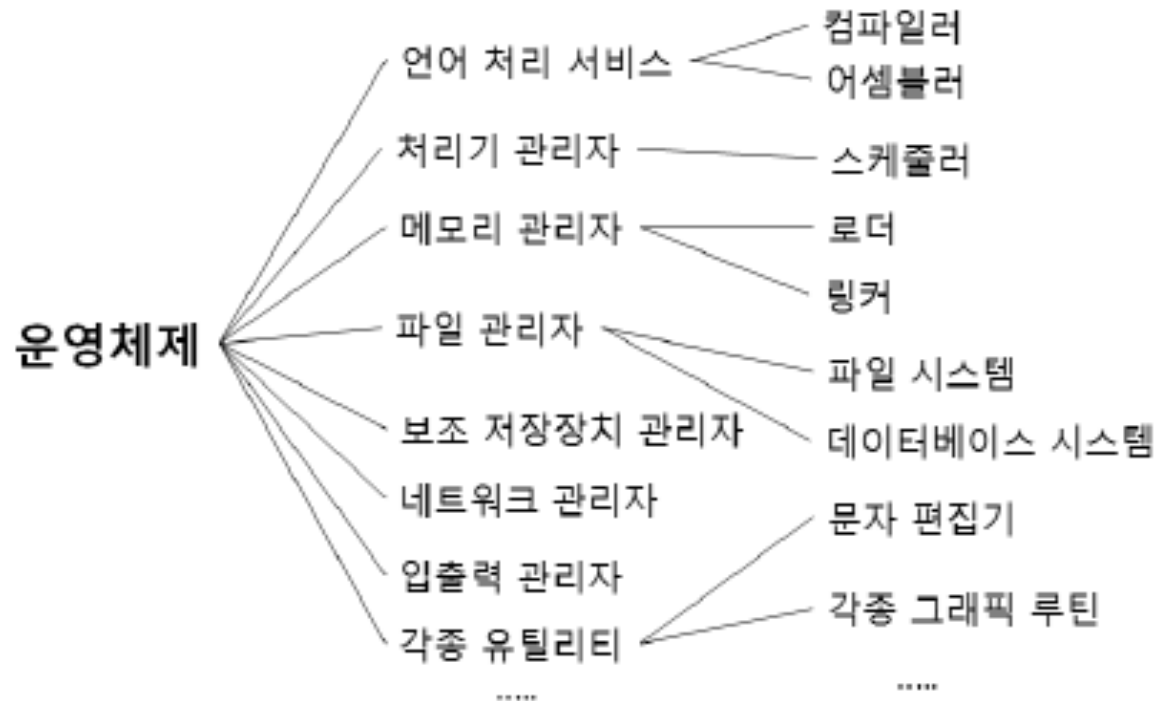 언어 처리 서비스
컴파일러
어셈블러
처리기 관리자
스케줄러
메모리 관리자
로더
링커
운영체제
파일 관리자
파일 시스템
데이터베이스 시스템
보조 저장장치 관리자
네트워크 관리자
입출력 관리자
각종 유틸리티
문자 편집기
각종 그래픽 루틴
.....
.....